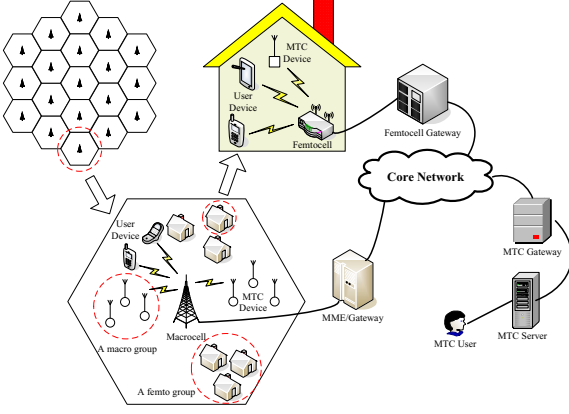 MTC
Device
User
Device
Femtocell
Femtocell Gateway
Core Network
User
Device
MTC
Device
Macrocell
A macro group
A femto group
MME/Gateway
MTC Gateway
MTC User
MTC Server